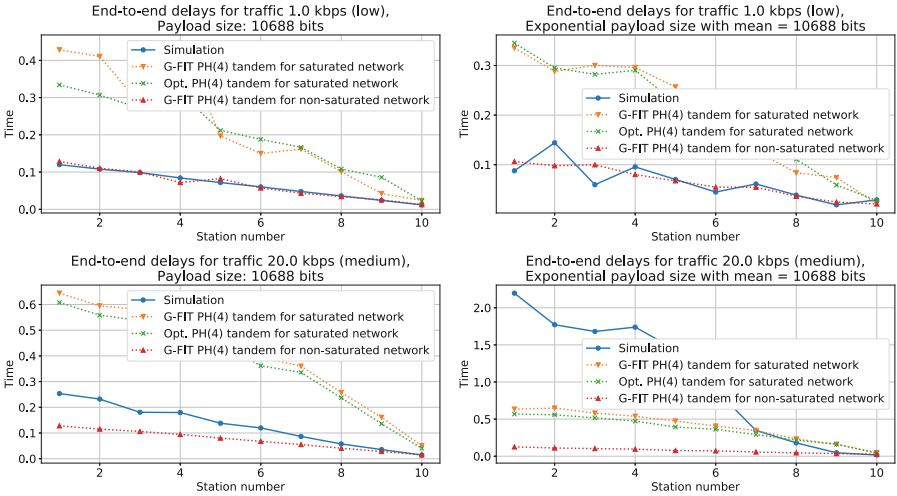 End-to-end delays for traffic 1.0 kbps (low),
Payload size: 10688 bits
Time
0.4
0.3
0.2
0.1
0.0
Simulation
G-FIT PH(4) tandem for saturated network
Opt. PH(4) tandem for saturated network
G-FIT PH(4) tandem for non-saturated network
2
4
6
8
10
Station number
End-to-end delays for traffic 1.0 kbps (low),
Exponential payload size with mean = 10688 bits
Time
0.3
0.2
0.1
Simulation
G-FIT PH(4) tandem for saturated network
Opt. PH(4) tandem for saturated network
G-FIT PH(4) tandem for non-saturated network
2
4
6
8
10
Station number
End-to-end delays for traffic 20.0 kbps (medium),
Payload size: 10688 bits
Time
0.6
0.5
0.4
0.3
0.2
0.1
0.0
Simulation
G-FIT PH(4) tandem for saturated network
Opt. PH(4) tandem for saturated network
G-FIT PH(4) tandem for non-saturated network
2
4
6
8
10
Station number
End-to-end delays for traffic 20.0 kbps (medium),
Exponential payload size with mean = 10688 bits
Time
2.0
1.5
1.0
0.5
0.0
Simulation
G-FIT PH(4) tandem for saturated network
Opt. PH(4) tandem for saturated network
G-FIT PH(4) tandem for non-saturated network
2
4
6
8
10
Station number